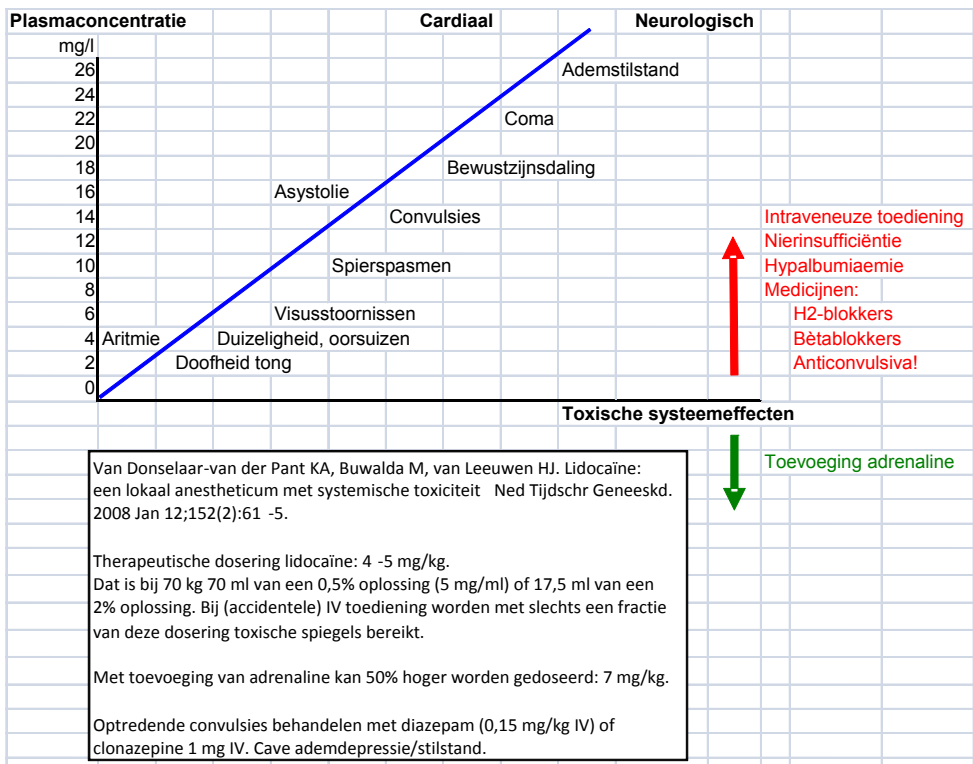 Plasmaconcentratie Cardiaal Neurologisch
mg/l
26 Ademstilstand
24
22 Coma
20
18 Bewustzijnsdaling
16 Asystolie
14 Convulsies Intraveneuze toediening
12 Nierinsufficiëntie
10 Spierspasmen Hypalbumiaemie
8 Medicijnen:
6 Visusstoornissen H2-blokkers
4 Aritmie Duizeligheid, oorsuizen Bètablokkers
2 Doofheid tong Anticonvulsiva!
0
Toxische systeemeffecten
Toevoeging adrenaline
Van Donselaar-van der Pant KA, Buwalda M, van Leeuwen HJ. Lidocaïne:
een lokaal anestheticum met systemische toxiciteit Ned Tijdschr Geneeskd.
2008 Jan 12;152(2):61 -5.
Therapeutische dosering lidocaïne: 4 -5 mg/kg.
Dat is bij 70 kg 70 ml van een 0,5% oplossing (5 mg/ml) of 17,5 ml van een
2% oplossing. Bij (accidentele) IV toediening worden met slechts een fractie
van deze dosering toxische spiegels bereikt.
Met toevoeging van adrenaline kan 50% hoger worden gedoseerd: 7 mg/kg.
Optredende convulsies behandelen met diazepam (0,15 mg/kg IV) of
clonazepine 1 mg IV. Cave ademdepressie/stilstand.